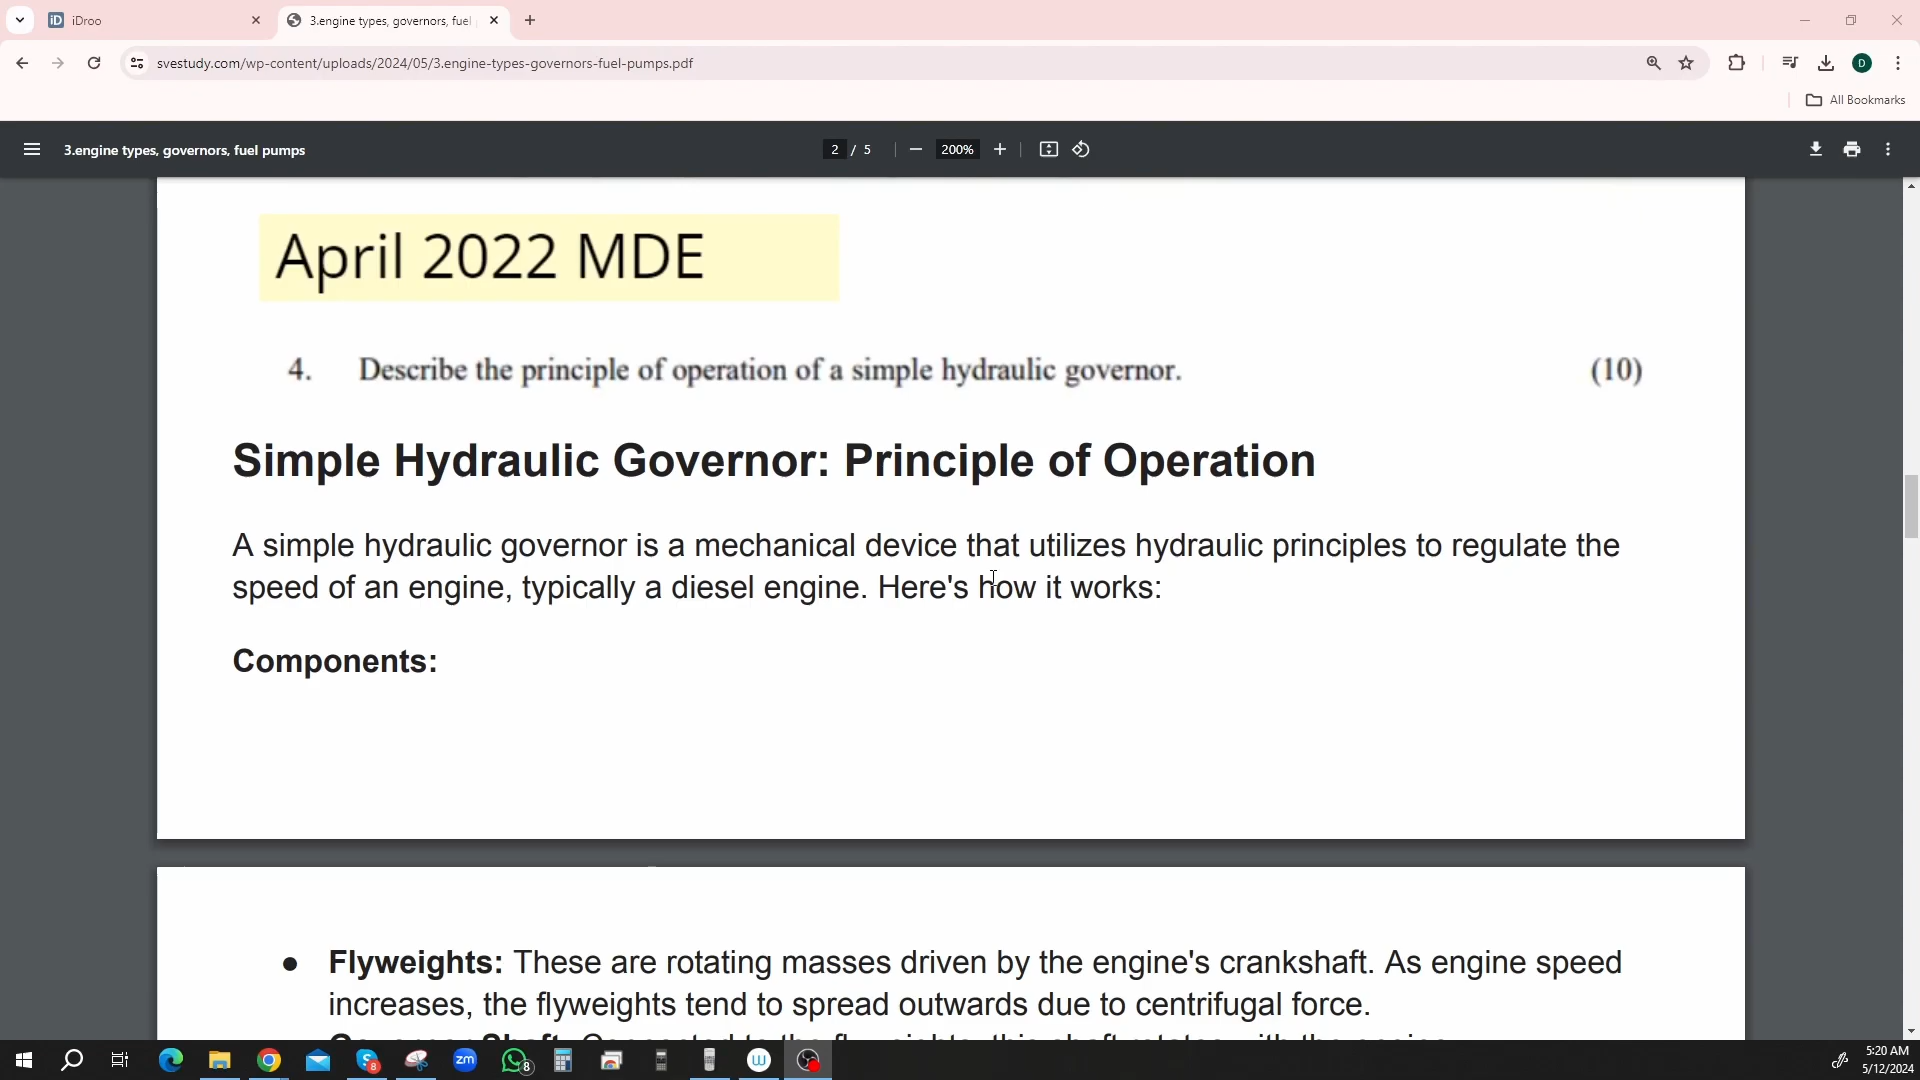 iDroo
3.engine types, governors, fuel
svestudy.com/wp-content/uploads/2024/05/3.engine-types-governors-fuel-pumps.pdf
D
All Bookmarks
3.engine types, governors, fuel pumps
2 / 5
200%
April 2022 MDE
4. Describe the principle of operation of a simple hydraulic governor. (10)
Simple Hydraulic Governor: Principle of Operation
A simple hydraulic governor is a mechanical device that utilizes hydraulic principles to regulate the
speed of an engine, typically a diesel engine. Here's how it works:
Components:
● Flyweights: These are rotating masses driven by the engine's crankshaft. As engine speed
increases, the flyweights tend to spread outwards due to centrifugal force.
5:20 AM
5/12/2024